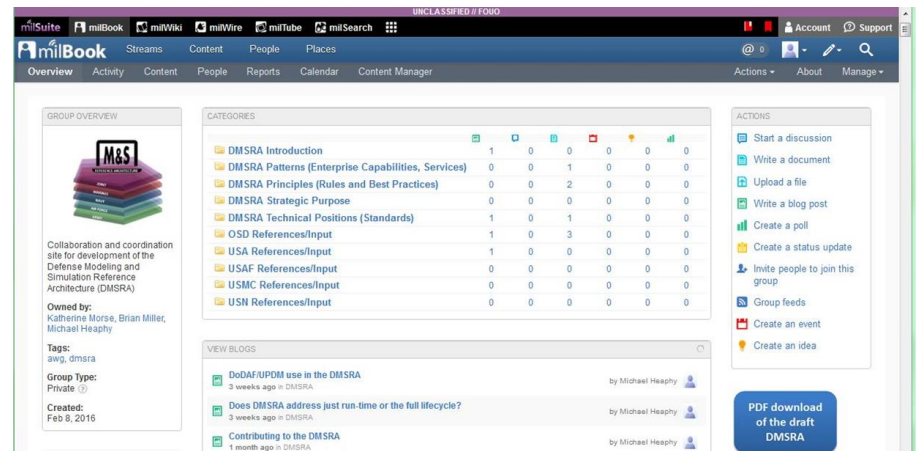 UNCLASSIFIED // FOUO
milSuite milBook milWiki milWire milTube milSearch Account Support
milBook Streams Content People Places @ 0
Overview Activity Content People Reports Calendar Content Manager Actions About Manage
GROUP OVERVIEW
M&S
REFERENCE ARCHITECTURE
Collaboration and coordination
site for development of the
Defense Modeling and
Simulation Reference
Architecture (DMSRA)
Owned by:
Katherine Morse, Brian Miller,
Michael Heaphy
Tags:
awg, dmsra
Group Type:
Private ?
Created:
Feb 8, 2016
CATEGORIES
DMSRA Introduction 1 0 0 0 0 0
DMSRA Patterns (Enterprise Capabilities, Services) 0 0 1 0 0 0
DMSRA Principles (Rules and Best Practices) 0 0 2 0 0 0
DMSRA Strategic Purpose 0 0 0 0 0 0
DMSRA Technical Positions (Standards) 1 0 1 0 0 0
OSD References/Input 1 0 3 0 0 0
USA References/Input 1 0 0 0 0 0
USAF References/Input 0 0 0 0 0 0
USMC References/Input 0 0 0 0 0 0
USN References/Input 0 0 0 0 0 0
VIEW BLOGS
DoDAF/UPDM use in the DMSRA
3 weeks ago in DMSRA by Michael Heaphy
Does DMSRA address just run-time or the full lifecycle?
3 weeks ago in DMSRA by Michael Heaphy
Contributing to the DMSRA
1 month ago in DMSRA by Michael Heaphy
ACTIONS
Start a discussion
Write a document
Upload a file
Write a blog post
Create a poll
Create a status update
Invite people to join this
group
Group feeds
Create an event
Create an idea
PDF download
of the draft
DMSRA